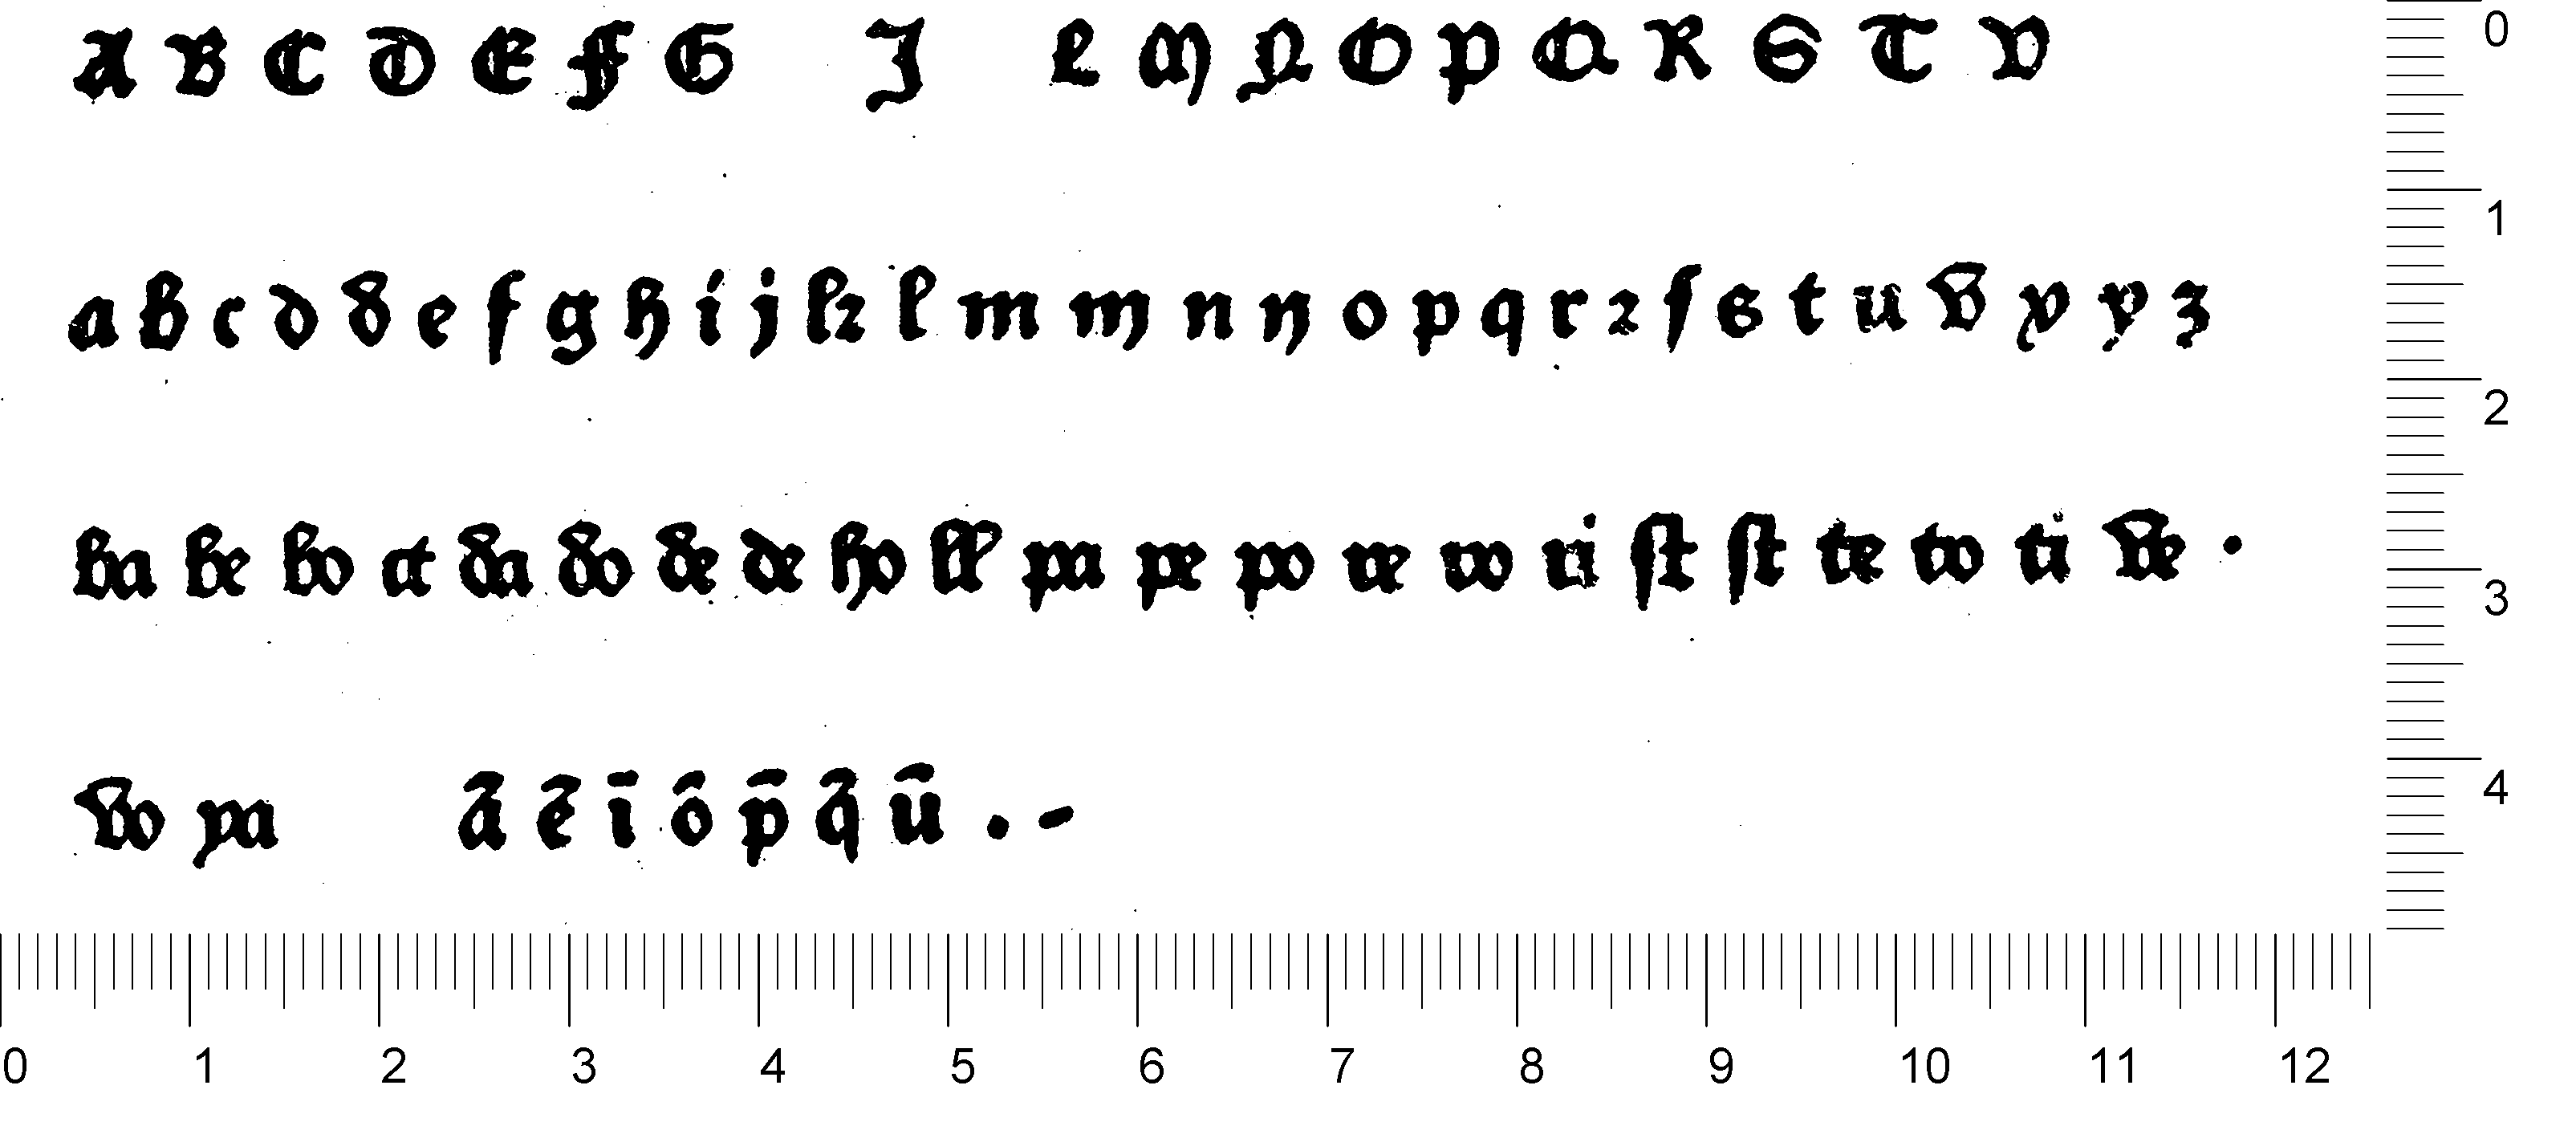 A B C D E F G J L M N O P Q R S T V
0
a b c d d e f g h i j k l m m n n o p q r ꝛ ſ s t u v y y z
1
2
ba be bo ct da do de de ho ll pa pe po re ro ri ſt ſt te to ti ve .
3
vo pa ã ẽ ĩ õ p̃ q̃ ũ . -
4
0 1 2 3 4 5 6 7 8 9 10 11 12